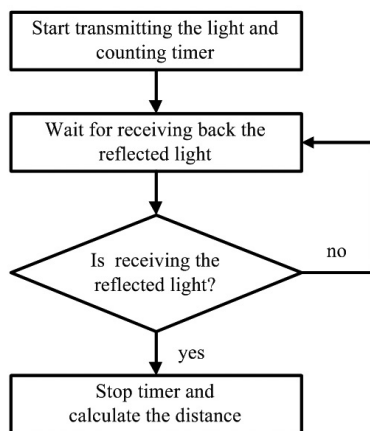 Start transmitting the light and
counting timer
Wait for receiving back the
reflected light
Is receiving the
reflected light?
no
yes
Stop timer and
calculate the distance